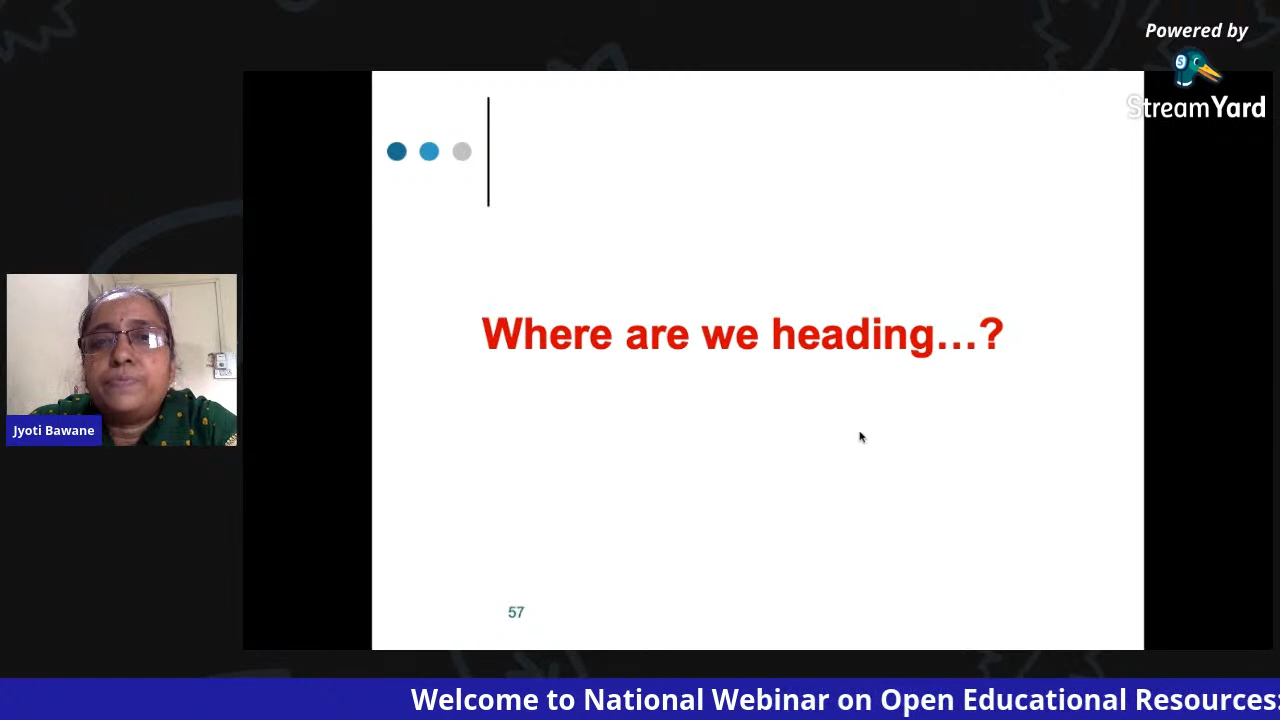 Powered by
StreamYard
Where are we heading...?
Jyoti Bawane
57
Welcome to National Webinar on Open Educational Resources: